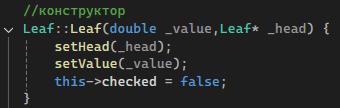 //конструктор
Leaf::Leaf(double _value,Leaf* _head) {
    setHead(_head);
    setValue(_value);
    this->checked = false;
}